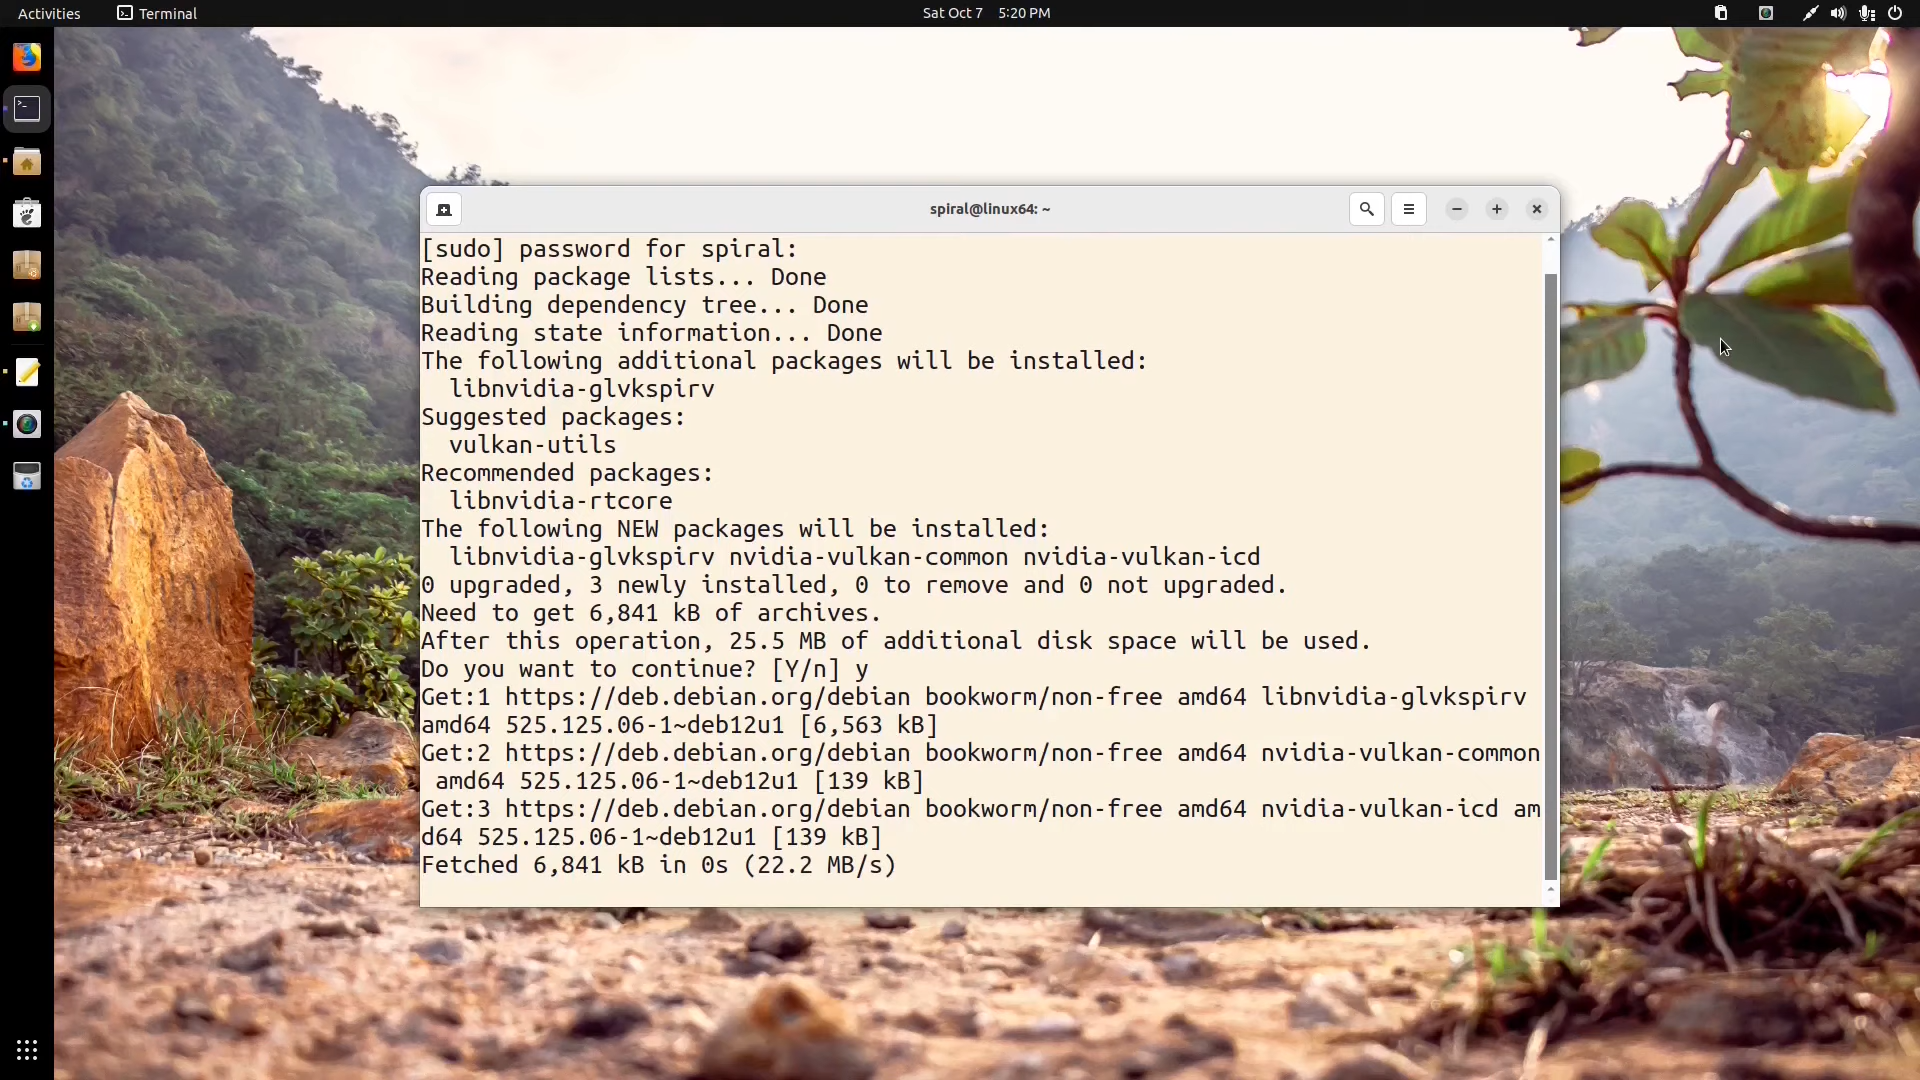 Activities
Terminal
Sat Oct 7 5:20 PM
spiral@linux64: ~
[sudo] password for spiral:
Reading package lists... Done
Building dependency tree... Done
Reading state information... Done
The following additional packages will be installed:
libnvidia-glvkspirv
Suggested packages:
vulkan-utils
Recommended packages:
libnvidia-rtcore
The following NEW packages will be installed:
libnvidia-glvkspirv nvidia-vulkan-common nvidia-vulkan-icd
0 upgraded, 3 newly installed, 0 to remove and 0 not upgraded.
Need to get 6,841 kB of archives.
After this operation, 25.5 MB of additional disk space will be used.
Do you want to continue? [Y/n] y
Get:1 https://deb.debian.org/debian bookworm/non-free amd64 libnvidia-glvkspirv
amd64 525.125.06-1~deb12u1 [6,563 kB]
Get:2 https://deb.debian.org/debian bookworm/non-free amd64 nvidia-vulkan-common
amd64 525.125.06-1~deb12u1 [139 kB]
Get:3 https://deb.debian.org/debian bookworm/non-free amd64 nvidia-vulkan-icd am
d64 525.125.06-1~deb12u1 [139 kB]
Fetched 6,841 kB in 0s (22.2 MB/s)